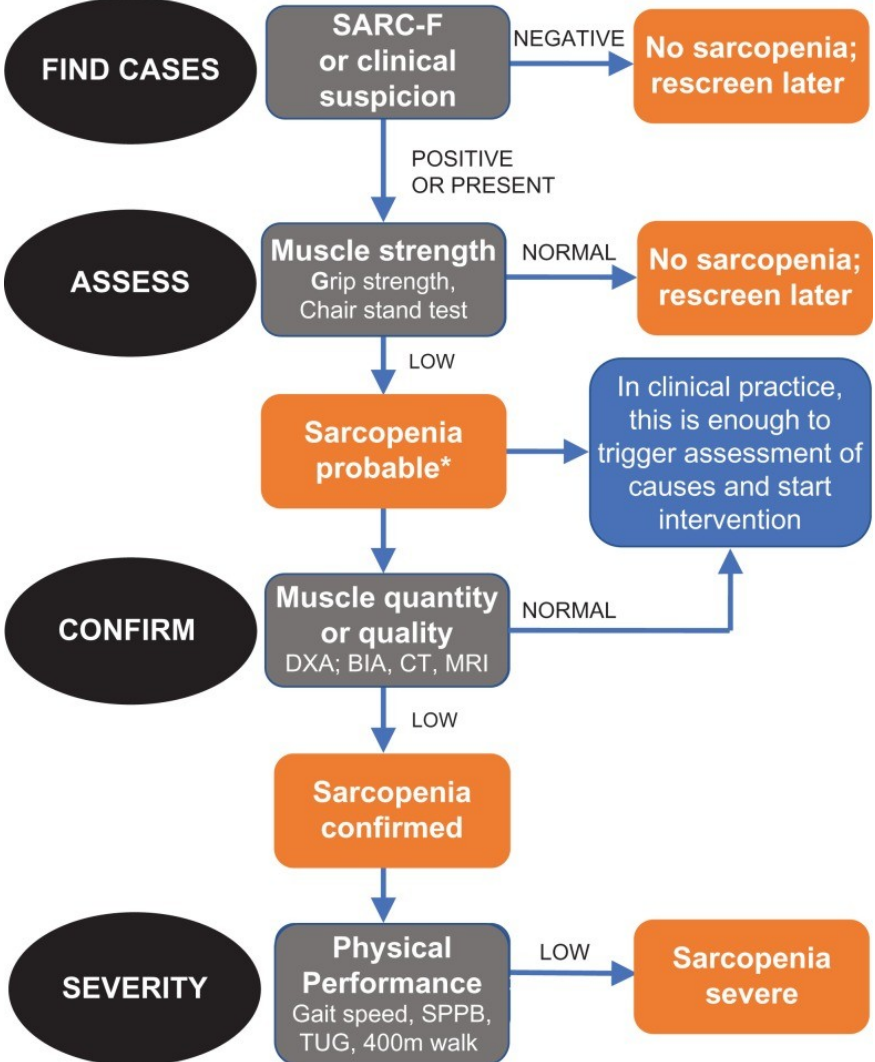 FIND CASES
SARC-F
or clinical
suspicion
NEGATIVE
No sarcopenia;
rescreen later
POSITIVE
OR PRESENT
ASSESS
Muscle strength
Grip strength,
Chair stand test
NORMAL
No sarcopenia;
rescreen later
LOW
Sarcopenia
probable*
In clinical practice,
this is enough to
trigger assessment of
causes and start
intervention
CONFIRM
Muscle quantity
or quality
DXA; BIA, CT, MRI
NORMAL
LOW
Sarcopenia
confirmed
SEVERITY
Physical
Performance
Gait speed, SPPB,
TUG, 400m walk
LOW
Sarcopenia
severe